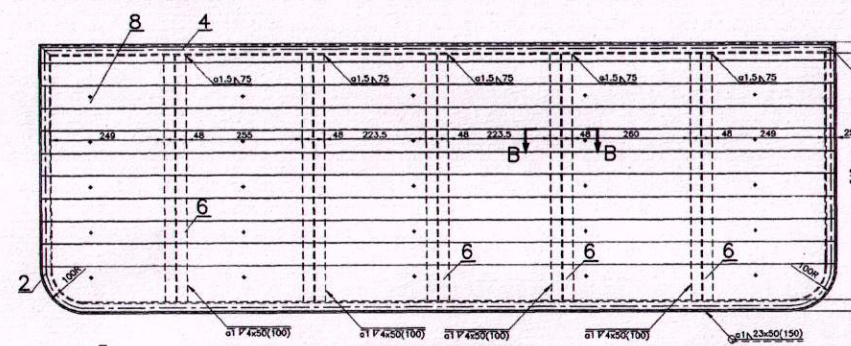 8 4
a1.5 75 a1.5 75 a1.5 75 a1.5 75 a1.5 75
249 48 255 48 223.5 48 223.5 48 260 48 249
B B
6
6 6 6
2 100R 100R
a1 4x50(100) a1 4x50(100) a1 4x50(100) a1 4x50(100) a1 23x50(150)